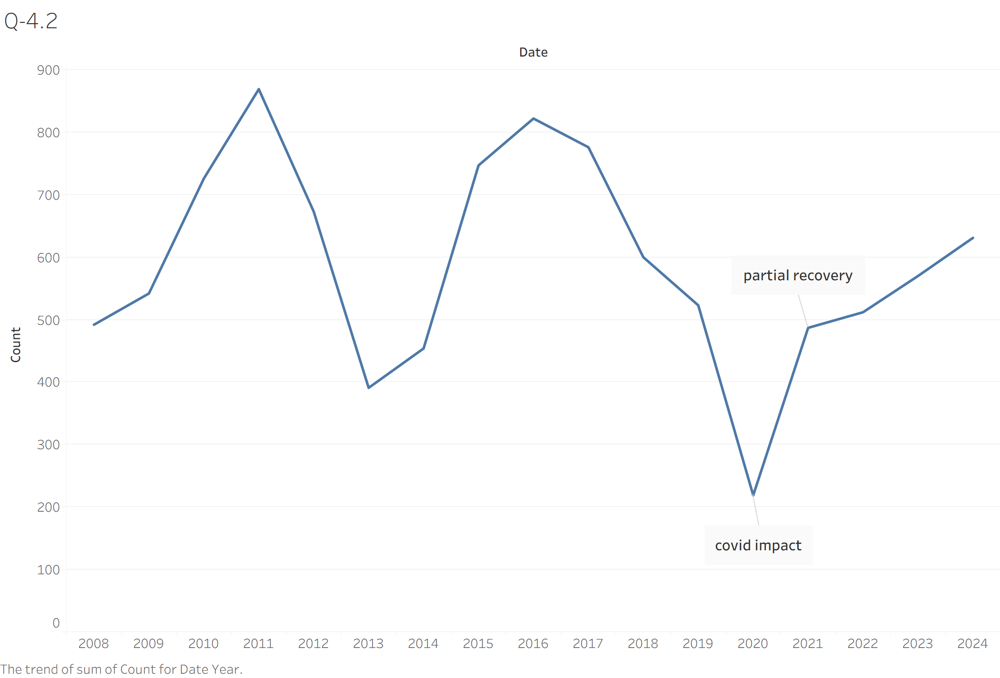 Q-4.2
Date
900
800
700
600
500
400
300
200
100
0
Count
partial recovery
covid impact
2008 2009 2010 2011 2012 2013 2014 2015 2016 2017 2018 2019 2020 2021 2022 2023 2024
The trend of sum of Count for Date Year.